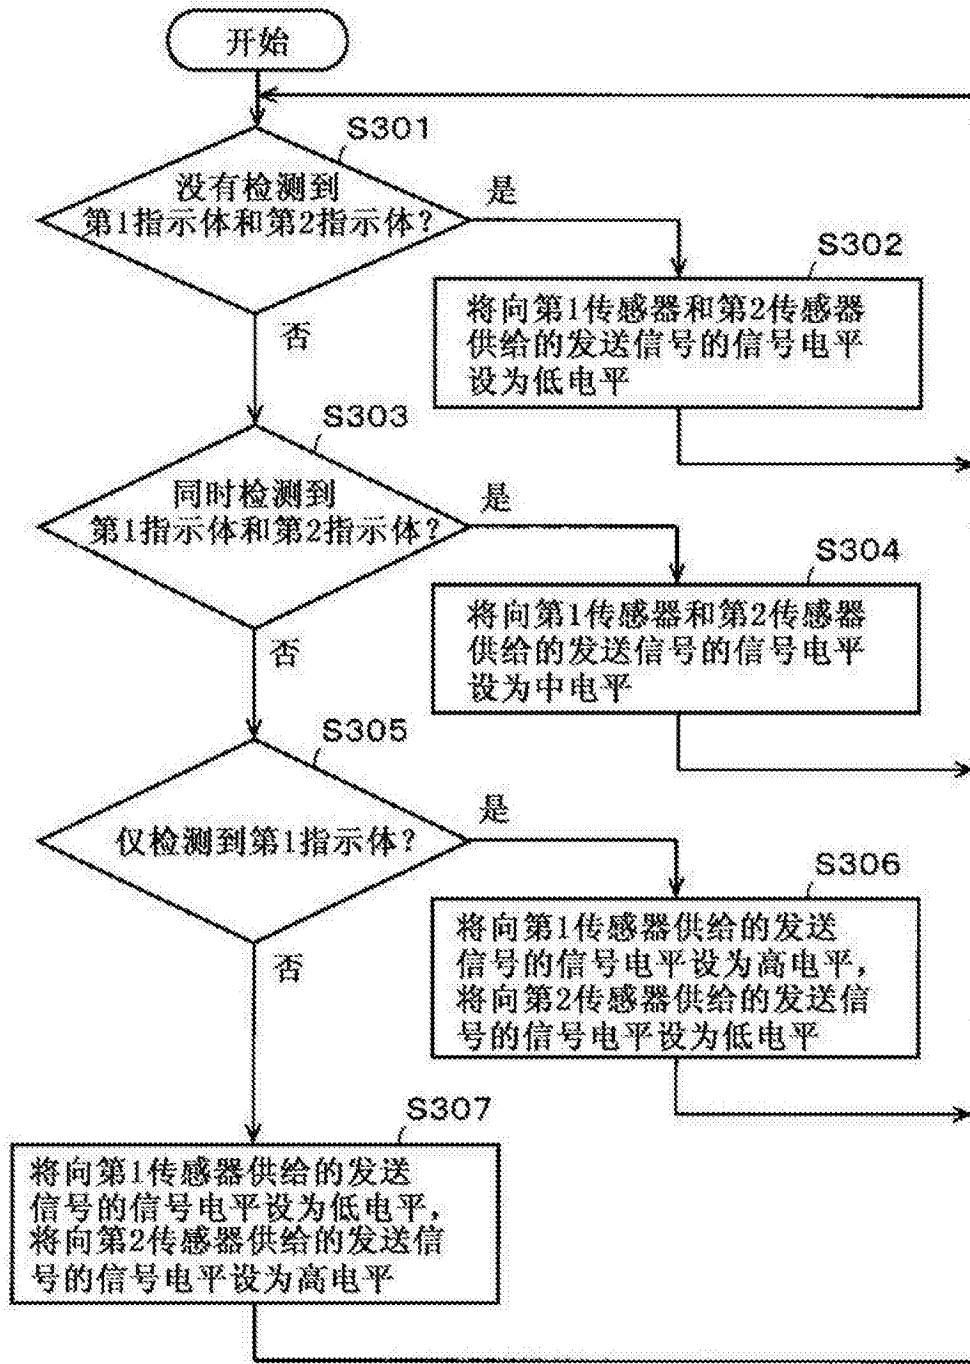 开始
S301
没有检测到
第1指示体和第2指示体？
是
S302
将向第1传感器和第2传感器
供给的发送信号的信号电平
设为低电平
否
S303
同时检测到
第1指示体和第2指示体？
是
S304
将向第1传感器和第2传感器
供给的发送信号的信号电平
设为中电平
否
S305
仅检测到第1指示体？
是
S306
将向第1传感器供给的发送
信号的信号电平设为高电平，
将向第2传感器供给的发送信
号的信号电平设为低电平
否
S307
将向第1传感器供给的发送
信号的信号电平设为低电平，
将向第2传感器供给的发送信
号的信号电平设为高电平